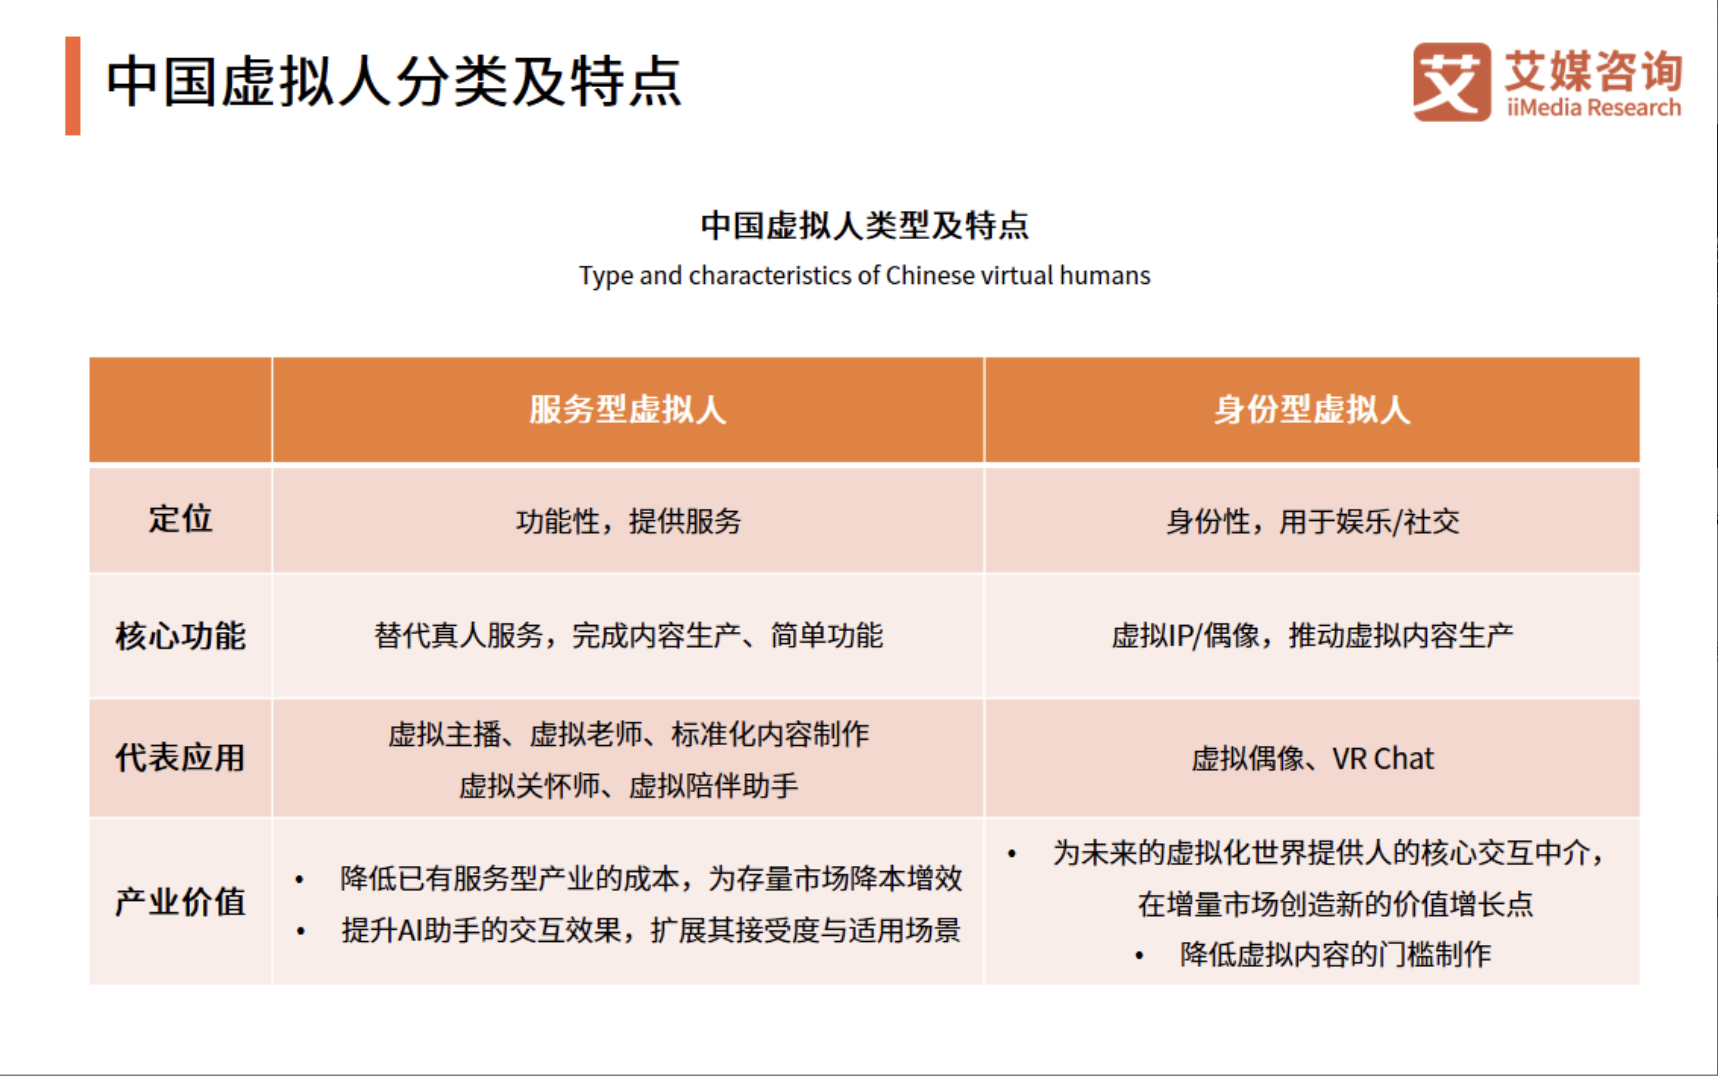 中国虚拟人分类及特点
艾 艾媒咨询
iiMedia Research
中国虚拟人类型及特点
Type and characteristics of Chinese virtual humans
服务型虚拟人
身份型虚拟人
定位
功能性，提供服务
身份性，用于娱乐/社交
核心功能
替代真人服务，完成内容生产、简单功能
虚拟IP/偶像，推动虚拟内容生产
代表应用
虚拟主播、虚拟老师、标准化内容制作
虚拟关怀师、虚拟陪伴助手
虚拟偶像、VR Chat
产业价值
• 降低已有服务型产业的成本，为存量市场降本增效
• 提升AI助手的交互效果，扩展其接受度与适用场景
• 为未来的虚拟化世界提供人的核心交互中介，
在增量市场创造新的价值增长点
• 降低虚拟内容的门槛制作